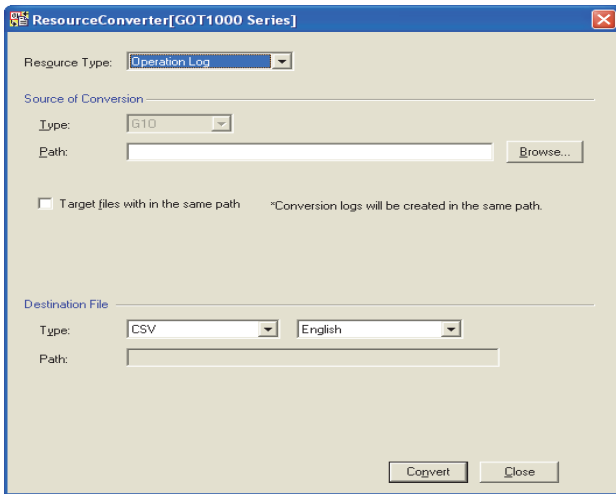 ResourceConverter[GOT1000 Series]
Resource Type: Operation Log
Source of Conversion
Type: G1O
Path: Browse...
Target files with in the same path *Conversion logs will be created in the same path.
Destination File
Type: CSV English
Path:
Convert Close